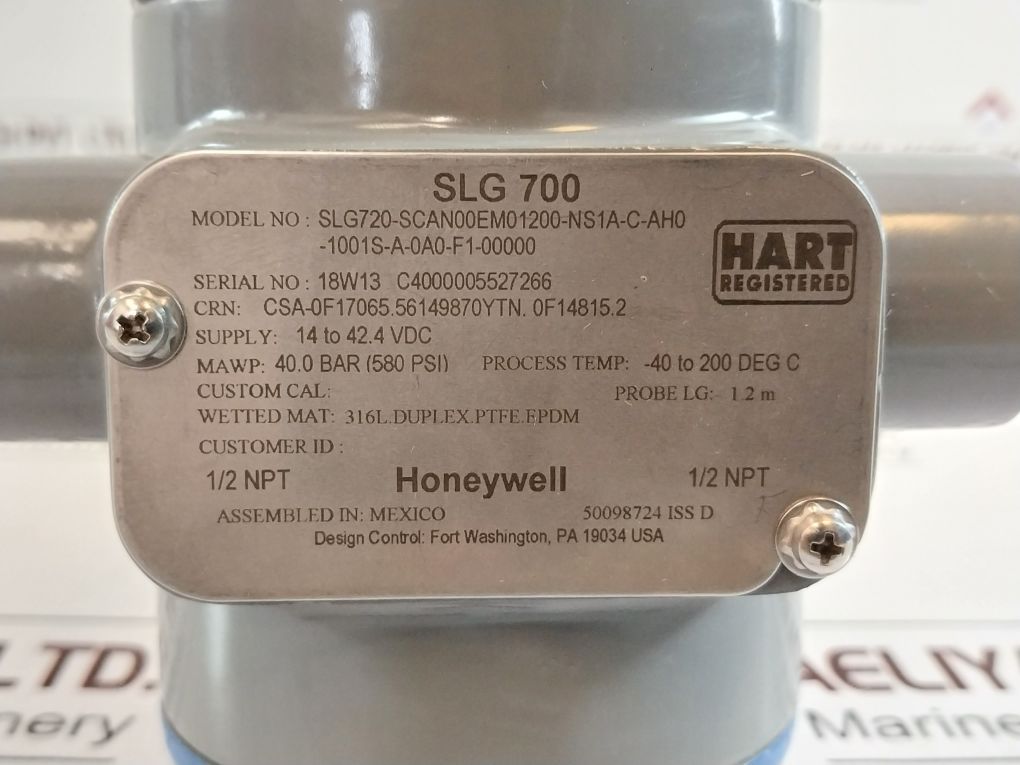 SLG 700
MODEL NO : SLG720-SCAN00EM01200-NS1A-C-AH0
-1001S-A-0A0-F1-00000
HART
REGISTERED
SERIAL NO : 18W13 C4000005527266
CRN: CSA-0F17065.56149870YTN. 0F14815.2
SUPPLY: 14 to 42.4 VDC
MAWP: 40.0 BAR (580 PSI) PROCESS TEMP: -40 to 200 DEG C
CUSTOM CAL: PROBE LG: 1.2 m
WETTED MAT: 316L.DUPLEX.PTFE.EPDM
CUSTOMER ID :
1/2 NPT Honeywell 1/2 NPT
ASSEMBLED IN: MEXICO 50098724 ISS D
Design Control: Fort Washington, PA 19034 USA
LTD.
Marine